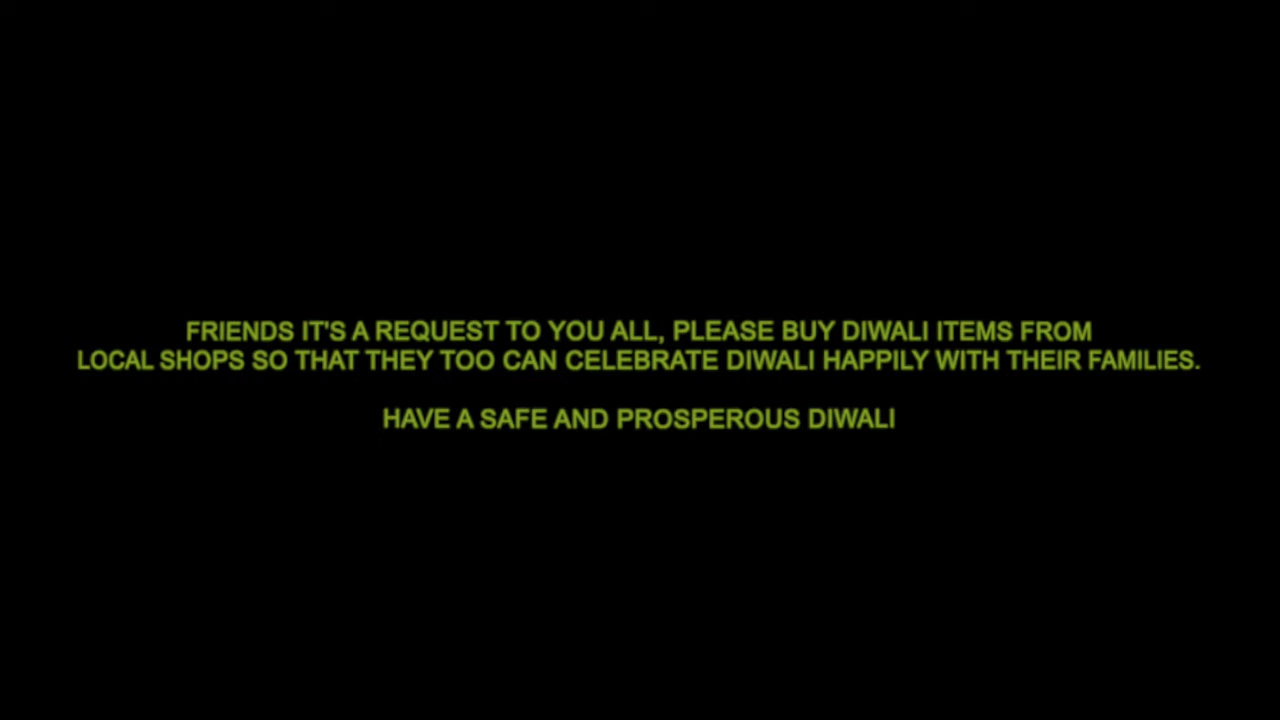 FRIENDS IT'S A REQUEST TO YOU ALL, PLEASE BUY DIWALI ITEMS FROM
LOCAL SHOPS SO THAT THEY TOO CAN CELEBRATE DIWALI HAPPILY WITH THEIR FAMILIES.
HAVE A SAFE AND PROSPEROUS DIWALI